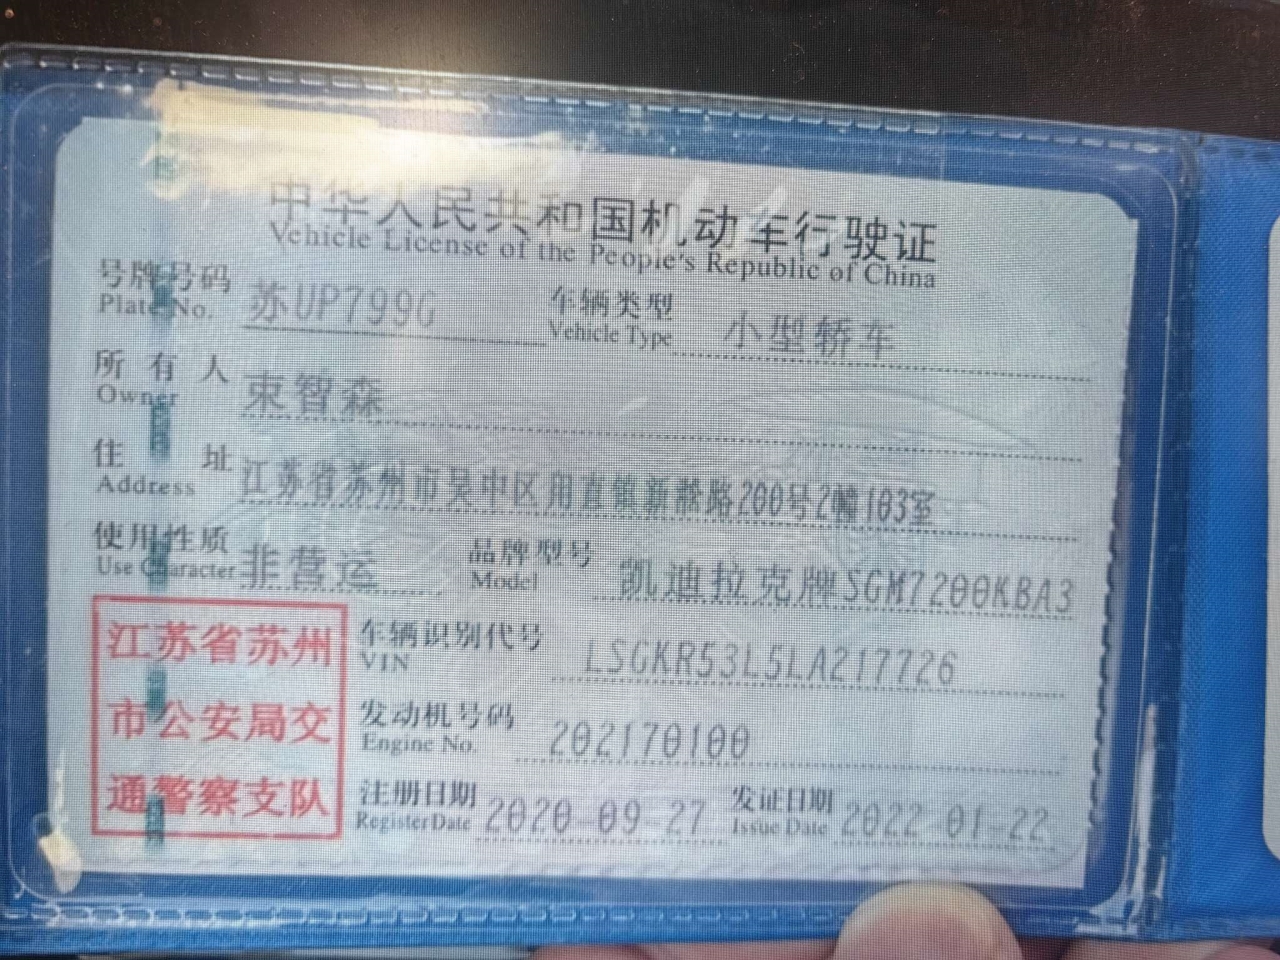 中华人民共和国机动车行驶证
Vehicle License of the People's Republic of China
号牌号码 苏UP799G 车辆类型 小型轿车
Plate No. Vehicle Type
所有人 束智森
Owner
住址 江苏省苏州市吴中区甪直镇新龢路200号2幢103室
Address
使用性质 非营运 品牌型号 凯迪拉克牌SGM7200KBA3
Use Character Model
江苏省苏州
市公安局交
通警察支队
车辆识别代号 LSGKR53L5LA217726
VIN
发动机号码 202170100
Engine No.
注册日期 2020-09-27 发证日期 2022-01-22
Register Date Issue Date